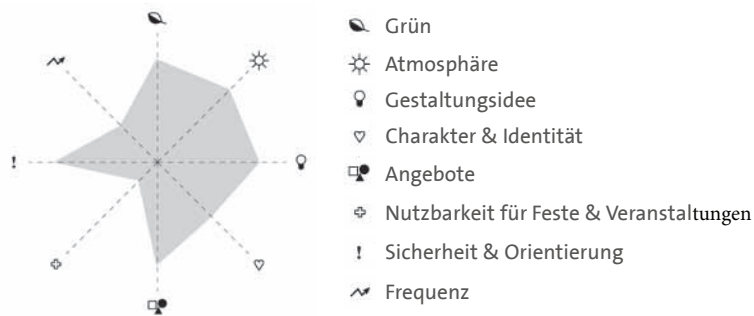 Grün
Atmosphäre
Gestaltungsidee
Charakter & Identität
Angebote
Nutzbarkeit für Feste & Veranstaltungen
! Sicherheit & Orientierung
Frequenz
!